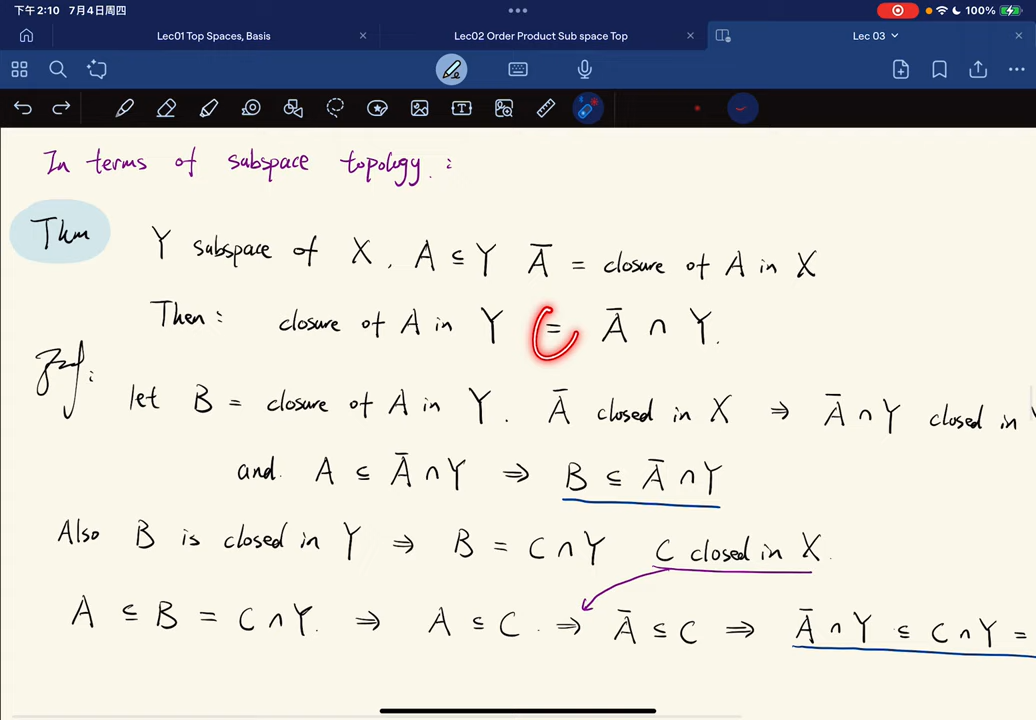 下午2:10 7月4日周四
100%
Lec01 Top Spaces, Basis
Lec02 Order Product Sub space Top
Lec 03
In terms of subspace topology :
Thm
Y subspace of X, A ⊆ Y Ā = closure of A in X
Then: closure of A in Y = Ā ∩ Y.
let B = closure of A in Y. Ā closed in X ⇒ Ā ∩ Y closed in
and. A ⊆ Ā ∩ Y ⇒ B ⊆ Ā ∩ Y
Also B is closed in Y ⇒ B = C ∩ Y C closed in X.
A ⊆ B = C ∩ Y. ⇒ A ⊆ C. ⇒ Ā ⊆ C ⇒ Ā ∩ Y ⊆ C ∩ Y =